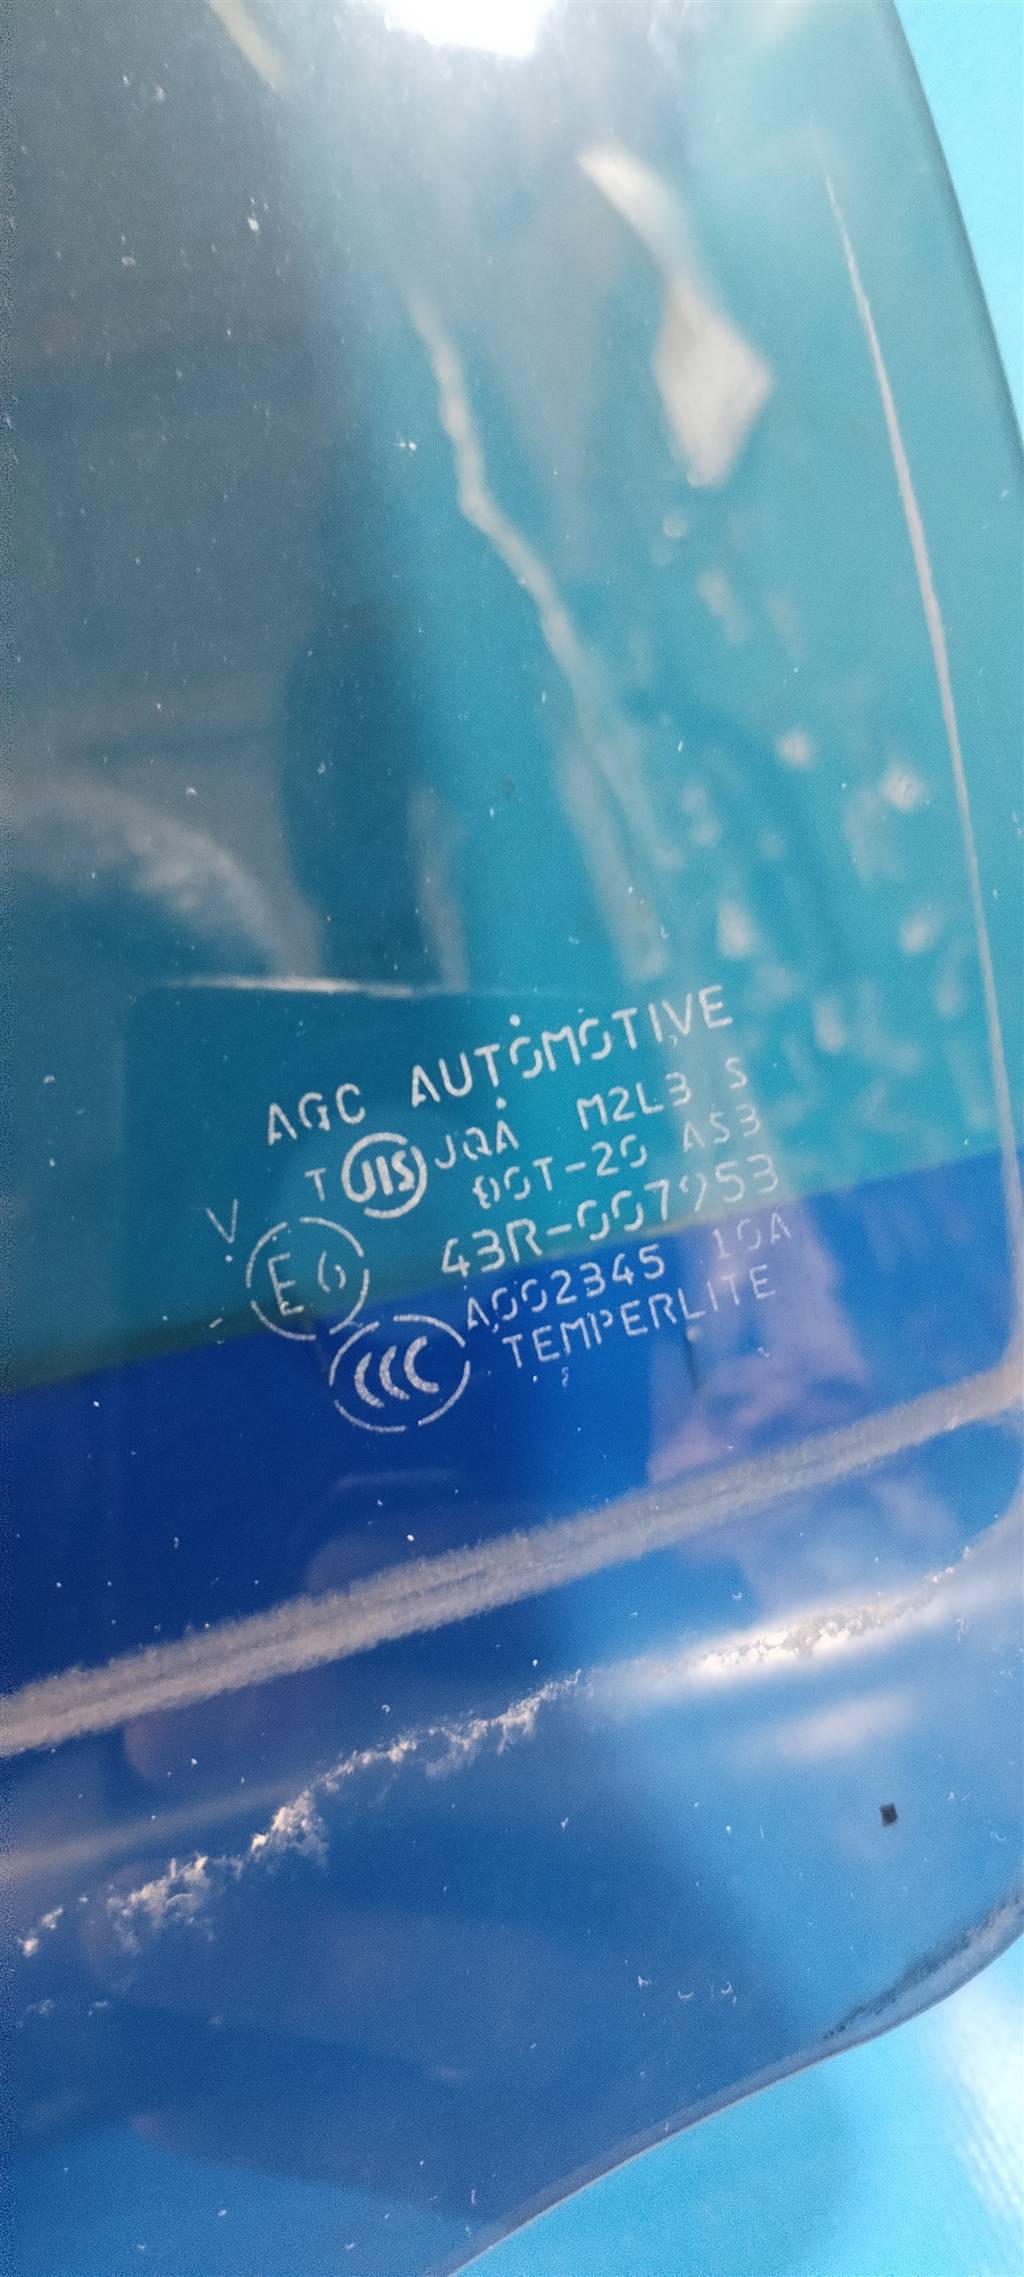 AGC AUTOMOTIVE
T JIS JQA M2L3 S
DOT-20 AS3
V
E6 43R-007953
CCC A002345 10A
TEMPERLITE